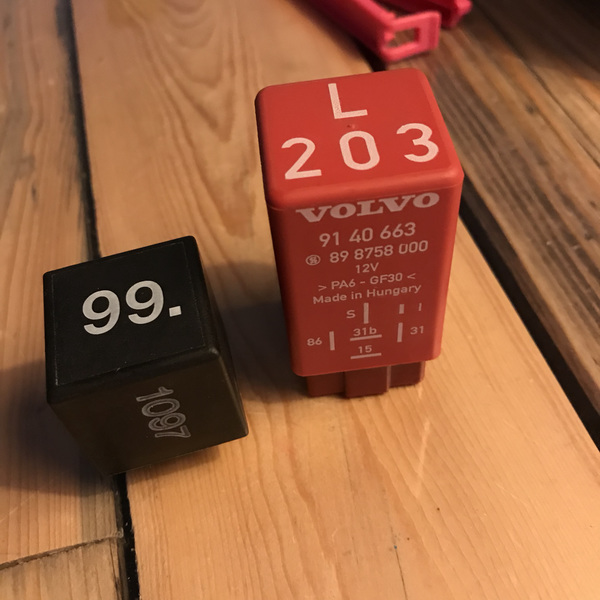 99.
1097
L
203
VOLVO
91 40 663
89 8758 000
12V
> PA6 - GF30 <
Made in Hungary
S I
86 31b 31
15